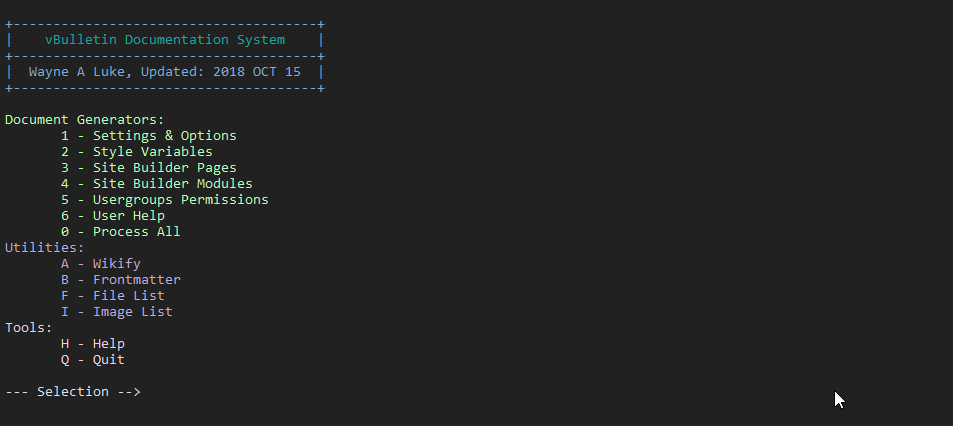 +--------------------------------------+
|    vBulletin Documentation System    |
+--------------------------------------+
|  Wayne A Luke, Updated: 2018 OCT 15  |
+--------------------------------------+
Document Generators:
1 - Settings & Options
2 - Style Variables
3 - Site Builder Pages
4 - Site Builder Modules
5 - Usergroups Permissions
6 - User Help
0 - Process All
Utilities:
A - Wikify
B - Frontmatter
F - File List
I - Image List
Tools:
H - Help
Q - Quit
--- Selection -->